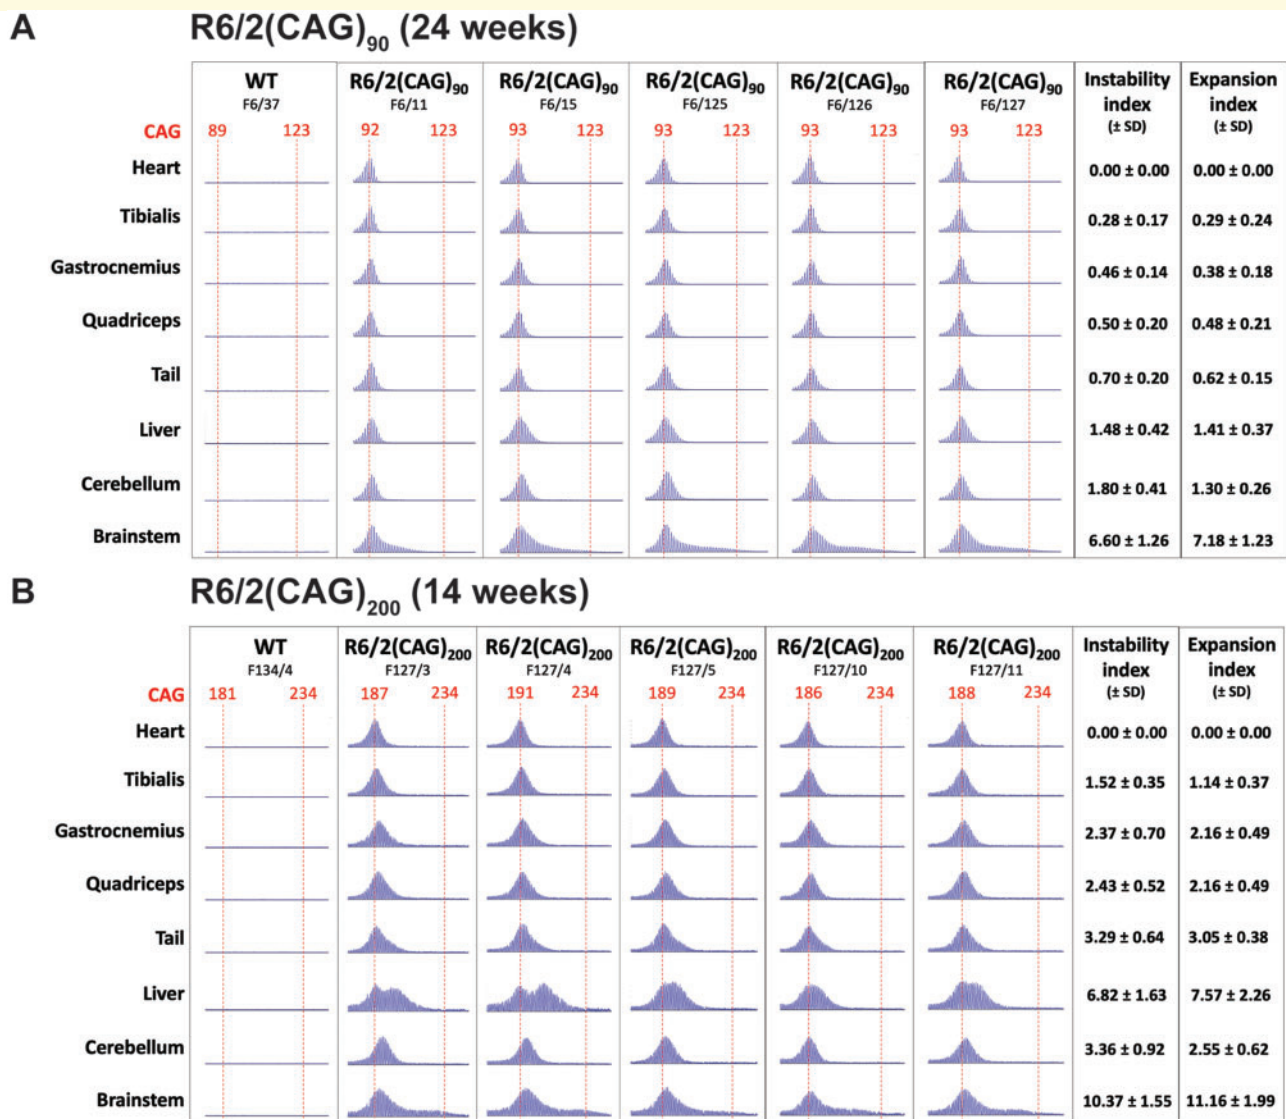 A R6/2(CAG)90 (24 weeks)
WT R6/2(CAG)90 R6/2(CAG)90 R6/2(CAG)90 R6/2(CAG)90 R6/2(CAG)90 Instability Expansion
F6/37 F6/11 F6/15 F6/125 F6/126 F6/127 index index
(± SD) (± SD)
CAG 89 123 92 123 93 123 93 123 93 123 93 123
Heart 0.00 ± 0.00 0.00 ± 0.00
Tibialis 0.28 ± 0.17 0.29 ± 0.24
Gastrocnemius 0.46 ± 0.14 0.38 ± 0.18
Quadriceps 0.50 ± 0.20 0.48 ± 0.21
Tail 0.70 ± 0.20 0.62 ± 0.15
Liver 1.48 ± 0.42 1.41 ± 0.37
Cerebellum 1.80 ± 0.41 1.30 ± 0.26
Brainstem 6.60 ± 1.26 7.18 ± 1.23
B R6/2(CAG)200 (14 weeks)
WT R6/2(CAG)200 R6/2(CAG)200 R6/2(CAG)200 R6/2(CAG)200 R6/2(CAG)200 Instability Expansion
F134/4 F127/3 F127/4 F127/5 F127/10 F127/11 index index
(± SD) (± SD)
CAG 181 234 187 234 191 234 189 234 186 234 188 234
Heart 0.00 ± 0.00 0.00 ± 0.00
Tibialis 1.52 ± 0.35 1.14 ± 0.37
Gastrocnemius 2.37 ± 0.70 2.16 ± 0.49
Quadriceps 2.43 ± 0.52 2.16 ± 0.49
Tail 3.29 ± 0.64 3.05 ± 0.38
Liver 6.82 ± 1.63 7.57 ± 2.26
Cerebellum 3.36 ± 0.92 2.55 ± 0.62
Brainstem 10.37 ± 1.55 11.16 ± 1.99